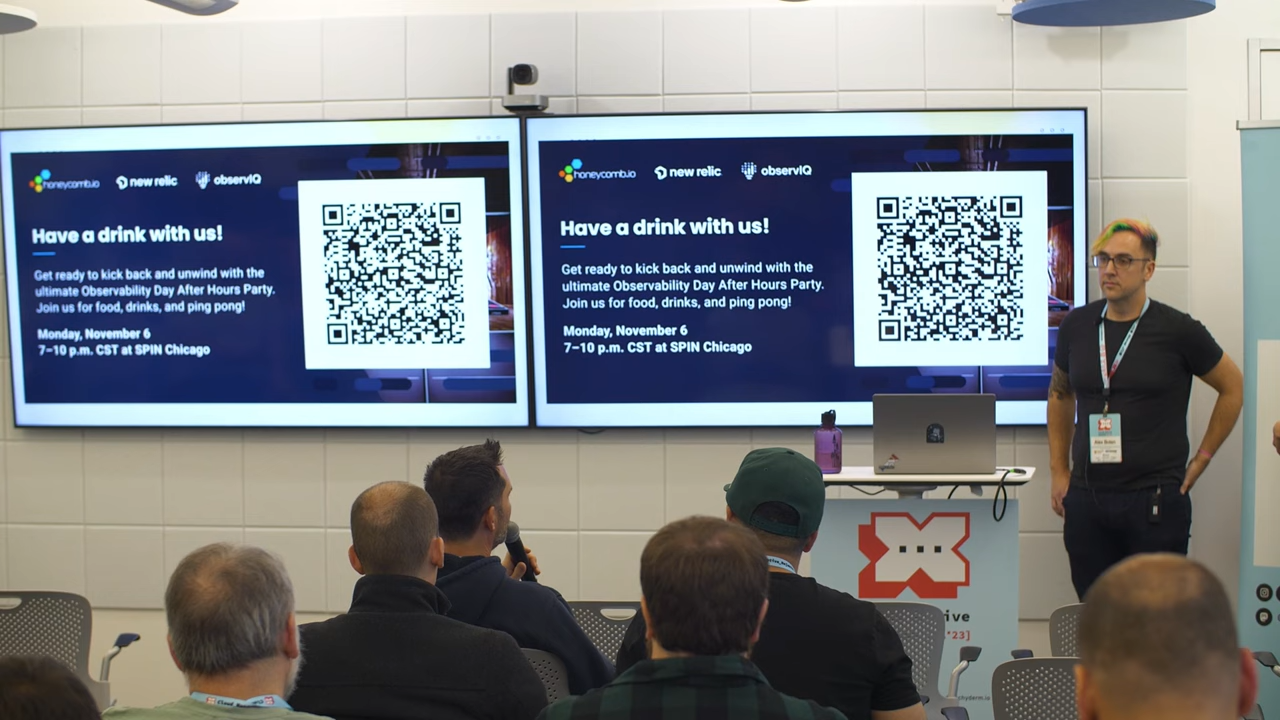 honeycomb.io new relic observIQ
Have a drink with us!
Get ready to kick back and unwind with the
ultimate Observability Day After Hours Party.
Join us for food, drinks, and ping pong!
Monday, November 6
7–10 p.m. CST at SPIN Chicago
honeycomb.io new relic observIQ
Have a drink with us!
Get ready to kick back and unwind with the
ultimate Observability Day After Hours Party.
Join us for food, drinks, and ping pong!
Monday, November 6
7–10 p.m. CST at SPIN Chicago
ive
'23]